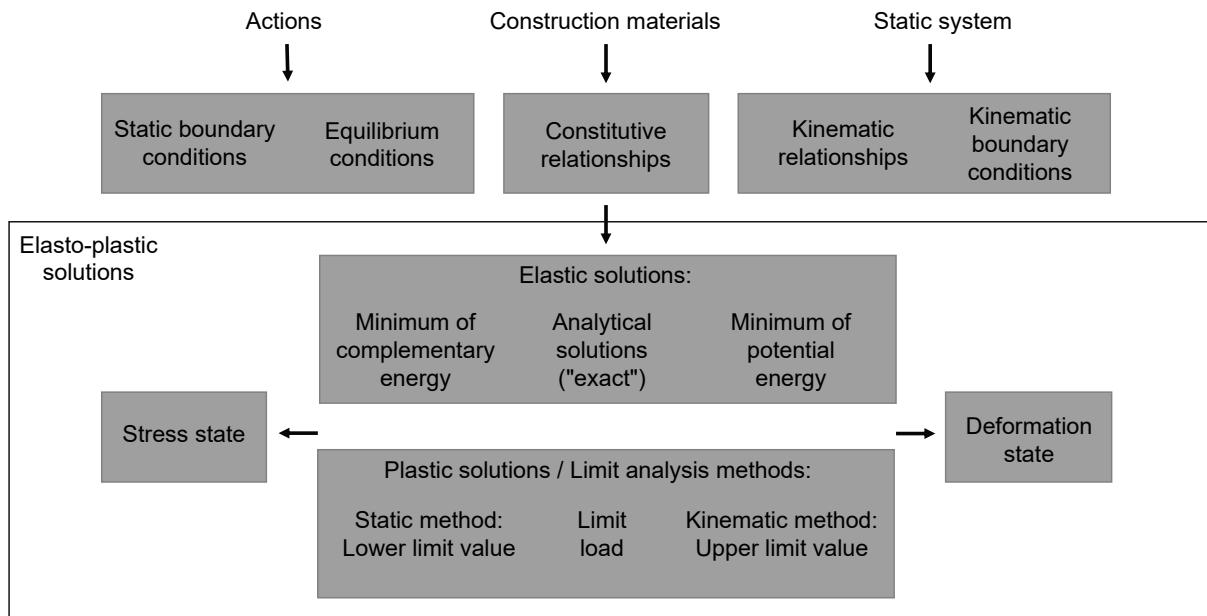 Actions
Construction materials
Static system
Static boundary
conditions
Equilibrium
conditions
Constitutive
relationships
Kinematic
relationships
Kinematic
boundary
conditions
Elasto-plastic
solutions
Elastic solutions:
Minimum of
complementary
energy
Analytical
solutions
("exact")
Minimum of
potential
energy
Stress state
Deformation
state
Plastic solutions / Limit analysis methods:
Static method:
Lower limit value
Limit
load
Kinematic method:
Upper limit value